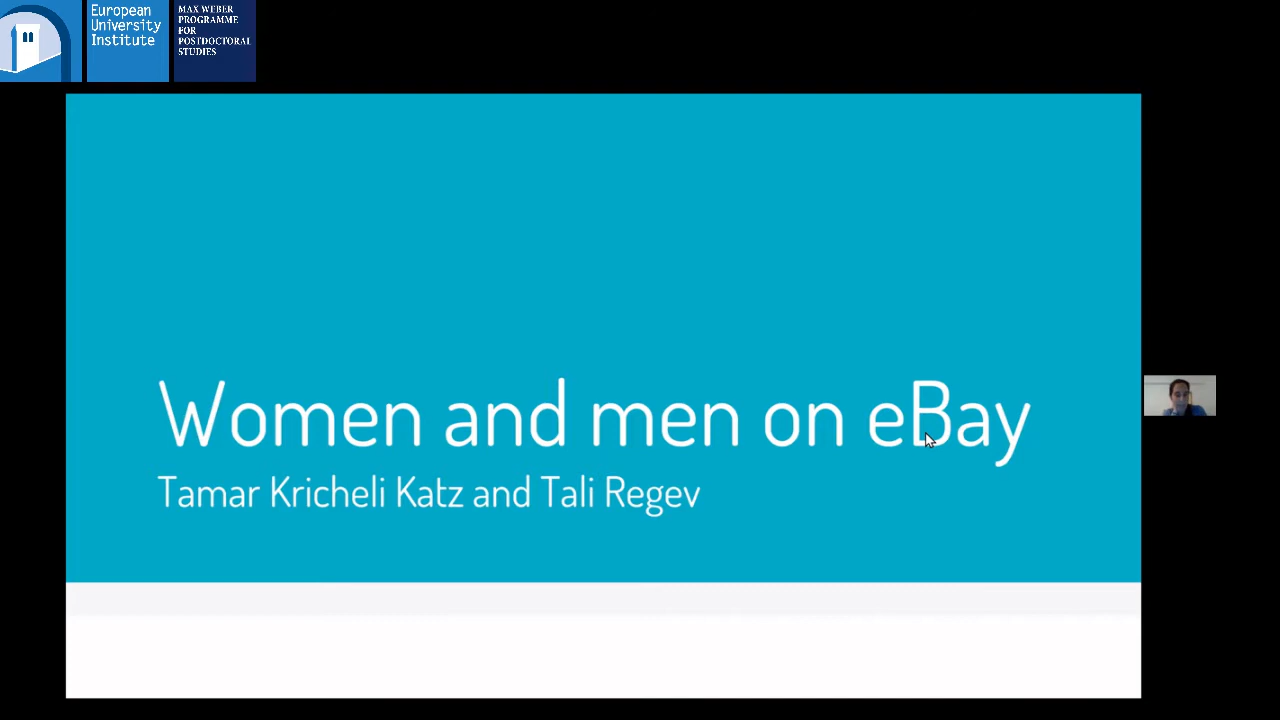 European
University
Institute
MAX WEBER
PROGRAMME
FOR
POSTDOCTORAL
STUDIES
Women and men on eBay
Tamar Kricheli Katz and Tali Regev